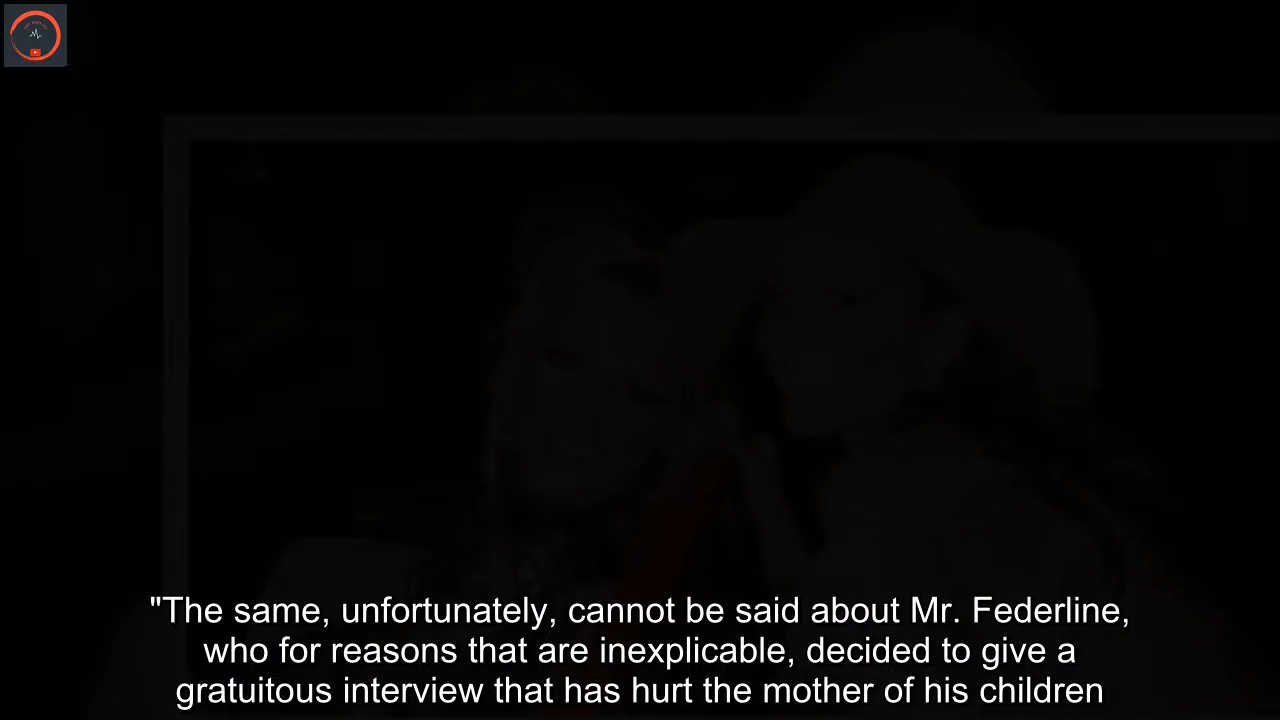 "The same, unfortunately, cannot be said about Mr. Federline,
who for reasons that are inexplicable, decided to give a
gratuitous interview that has hurt the mother of his children